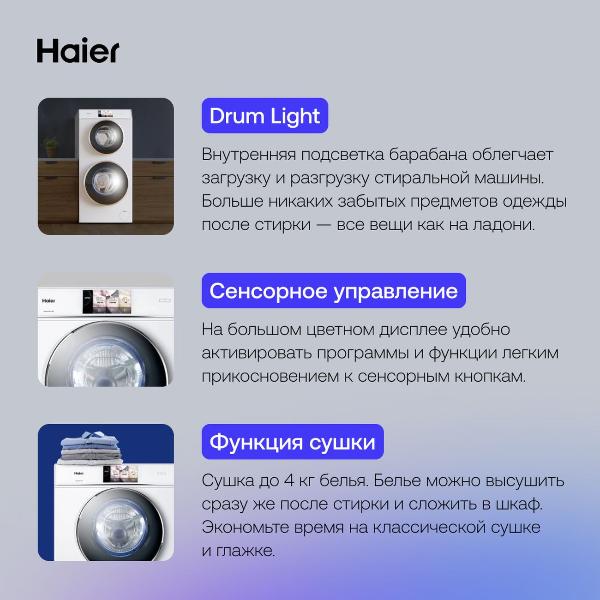 Haier
Drum Light
Внутренняя подсветка барабана облегчает
загрузку и разгрузку стиральной машины.
Больше никаких забытых предметов одежды
после стирки — все вещи как на ладони.
Haier
Сенсорное управление
На большом цветном дисплее удобно
активировать программы и функции легким
прикосновением к сенсорным кнопкам.
Haier
Функция сушки
Сушка до 4 кг белья. Белье можно высушить
сразу же после стирки и сложить в шкаф.
Экономьте время на классической сушке
и глажке.